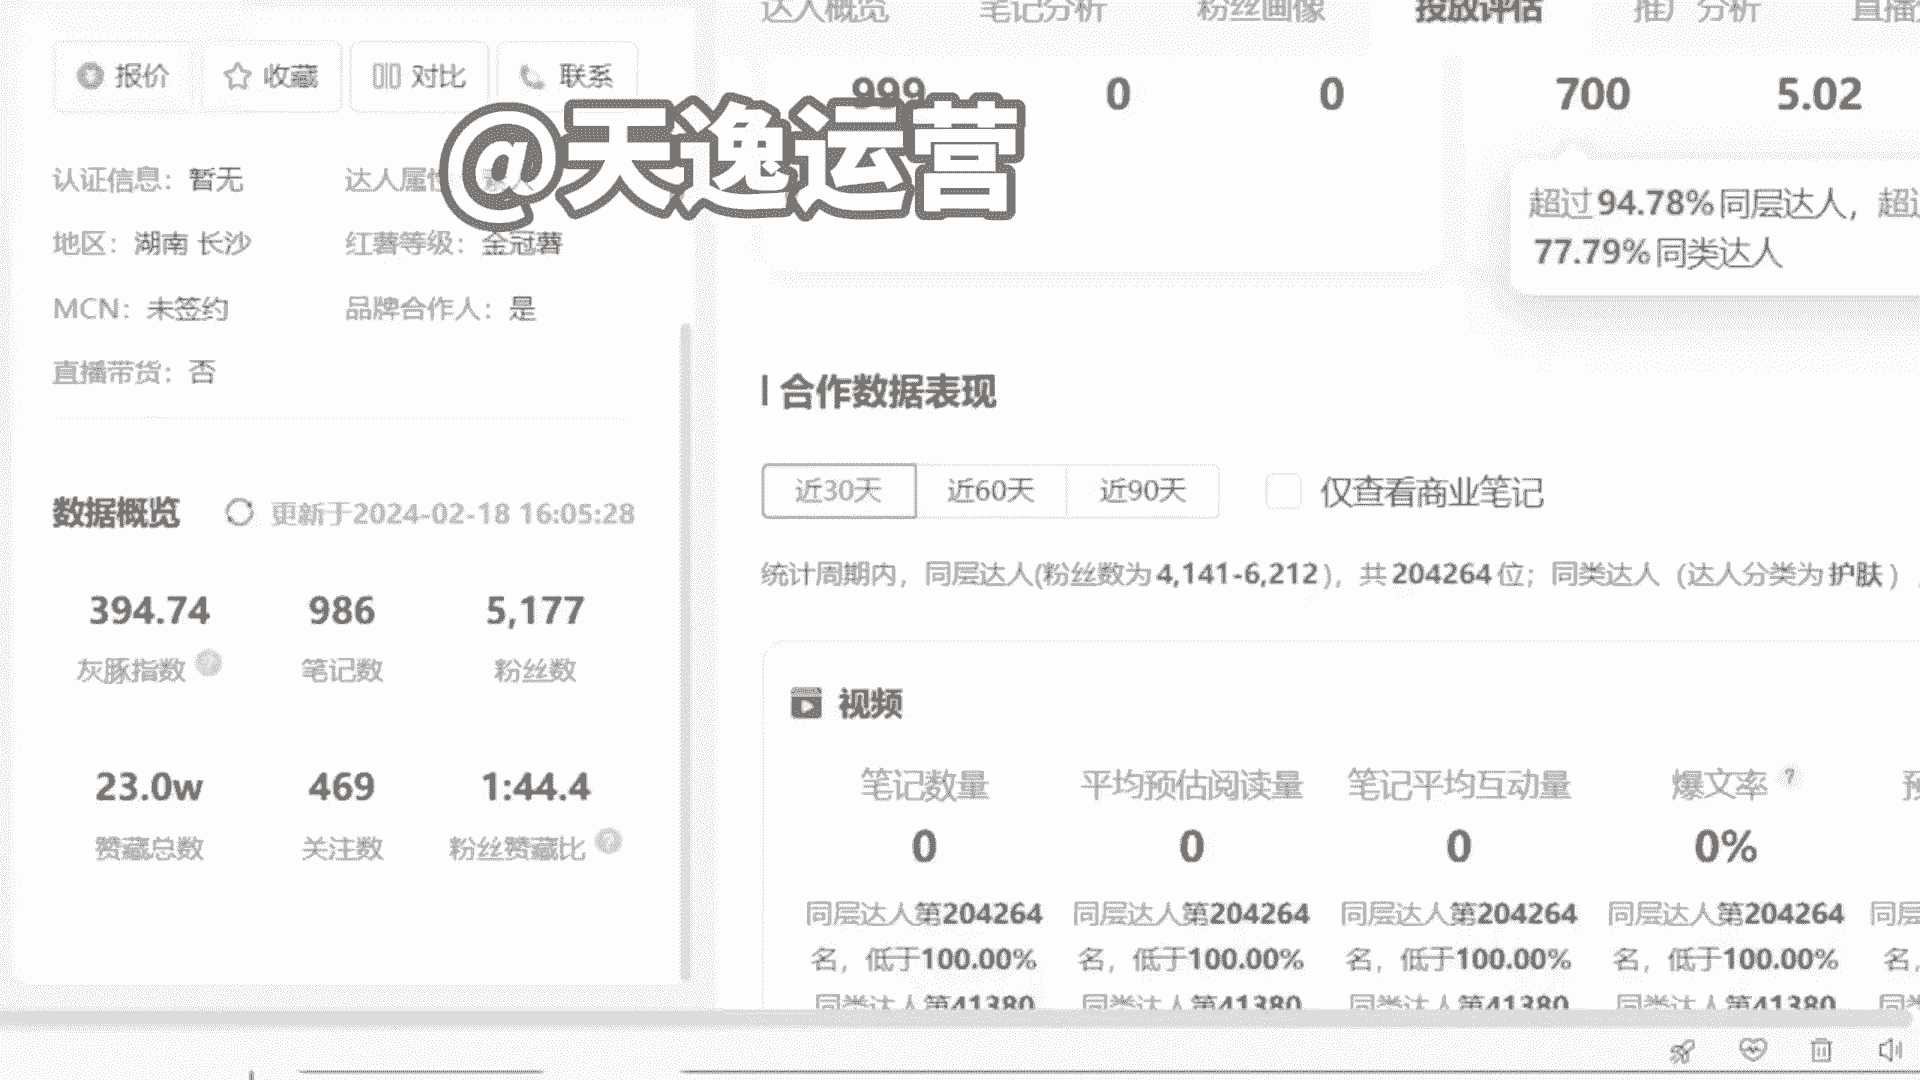 达人概览 笔记分析 粉丝画像 投放评估 推广分析
报价 收藏 对比 联系
999 0 0 700 5.02
@天逸运营
认证信息：暂无
地区：湖南 长沙 红薯等级：金冠薯
MCN：未签约 品牌合作人：是
直播带货：否
超过94.78%同层达人，
77.79%同类达人
合作数据表现
近30天 近60天 近90天 仅查看商业笔记
数据概览 更新于2024-02-18 16:05:28
统计周期内，同层达人(粉丝数为4,141-6,212)，共204264位；同类达人（达人分类为护肤）
394.74 986 5,177
灰豚指数 ? 笔记数 粉丝数
23.0w 469 1:44.4
赞藏总数 关注数 粉丝赞藏比 ?
视频
笔记数量 平均预估阅读量 笔记平均互动量 爆文率 ?
0 0 0 0%
同层达人第204264 同层达人第204264 同层达人第204264 同层达人第204264 同层
名，低于100.00% 名，低于100.00% 名，低于100.00% 名，低于100.00% 名，
同类达人第41380 同类达人第41380 同类达人第41380 同类达人第41380